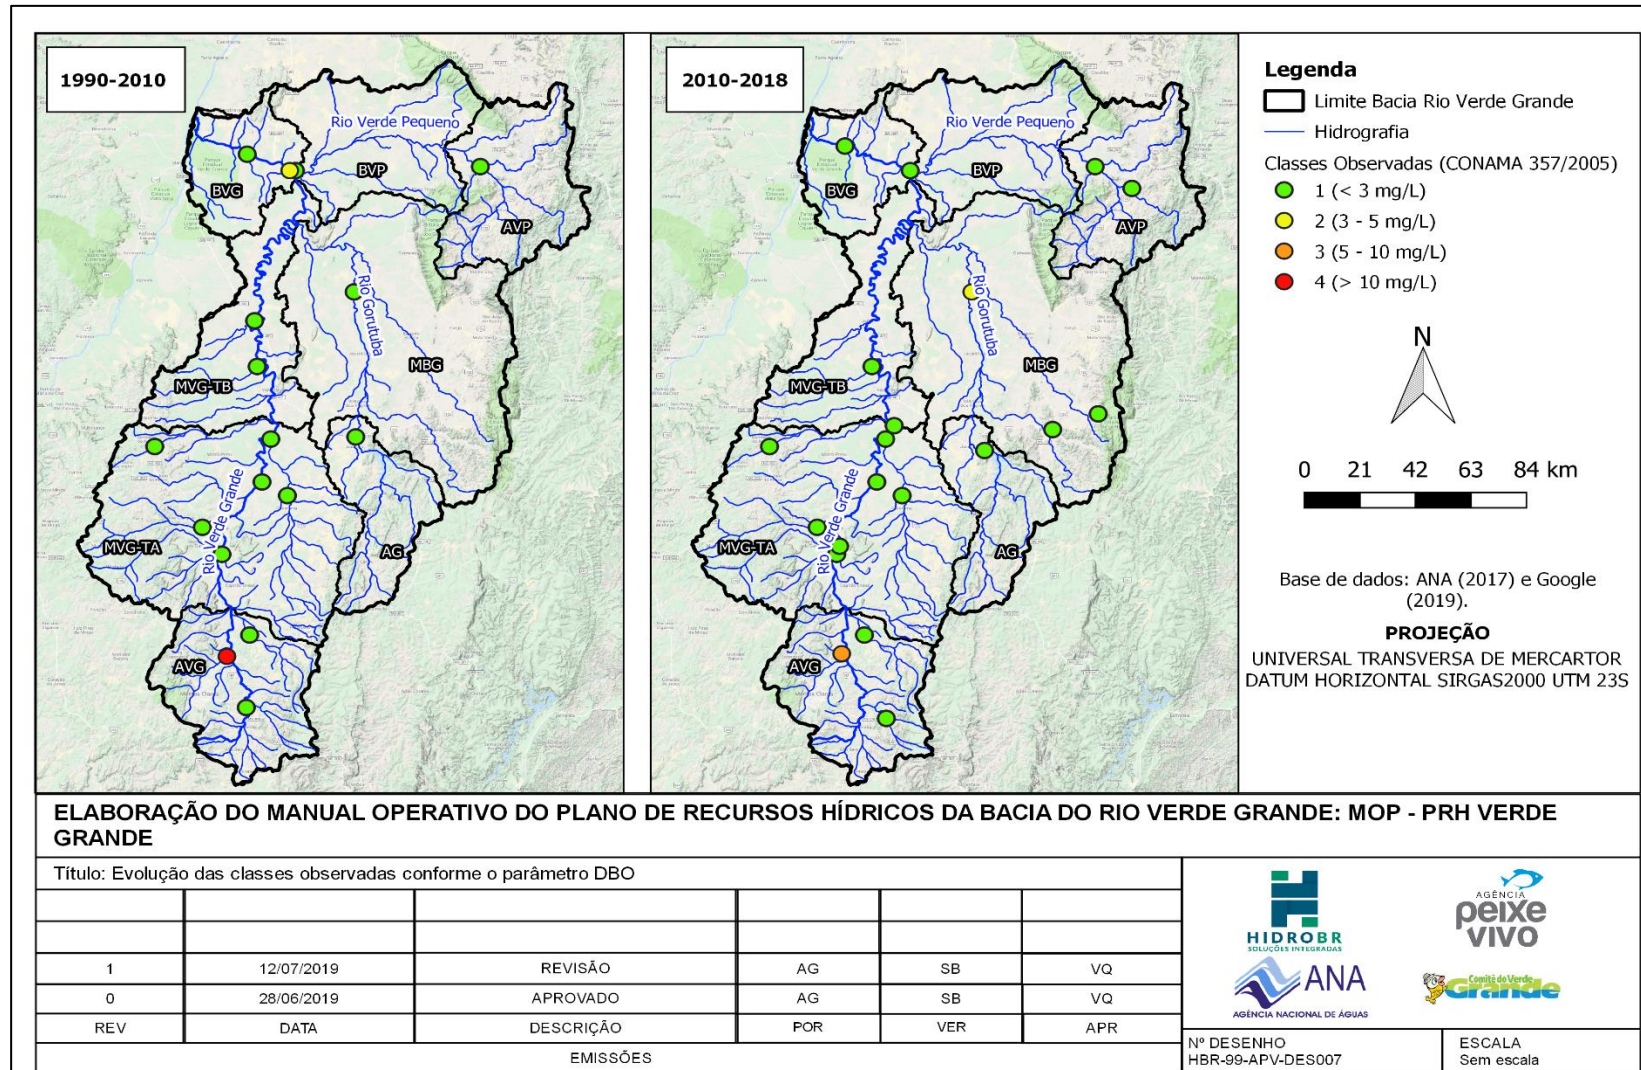 1990-2010
Rio Verde Pequeno
BVG
BVP
AVP
Rio Gorutuba
MBG
MVG-TB
Rio Verde Grande
MVG-TA
AG
AVG
2010-2018
Rio Verde Pequeno
BVG
BVP
AVP
Rio Gorutuba
MBG
MVG-TB
Rio Verde Grande
MVG-TA
AG
AVG
Legenda
Limite Bacia Rio Verde Grande
Hidrografia
Classes Observadas (CONAMA 357/2005)
1 (< 3 mg/L)
2 (3 - 5 mg/L)
3 (5 - 10 mg/L)
4 (> 10 mg/L)
N
0 21 42 63 84 km
Base de dados: ANA (2017) e Google
(2019).
PROJEÇÃO
UNIVERSAL TRANSVERSA DE MERCARTOR
DATUM HORIZONTAL SIRGAS2000 UTM 23S
ELABORAÇÃO DO MANUAL OPERATIVO DO PLANO DE RECURSOS HÍDRICOS DA BACIA DO RIO VERDE GRANDE: MOP - PRH VERDE
GRANDE
Título: Evolução das classes observadas conforme o parâmetro DBO
1 12/07/2019 REVISÃO AG SB VQ
0 28/06/2019 APROVADO AG SB VQ
REV DATA DESCRIÇÃO POR VER APR
EMISSÕES
HIDROBR
SOLUÇÕES INTEGRADAS
AGÊNCIA
peixe
vivo
ANA
AGÊNCIA NACIONAL DE ÁGUAS
Comitê do Verde
Grande
Nº DESENHO
HBR-99-APV-DES007
ESCALA
Sem escala